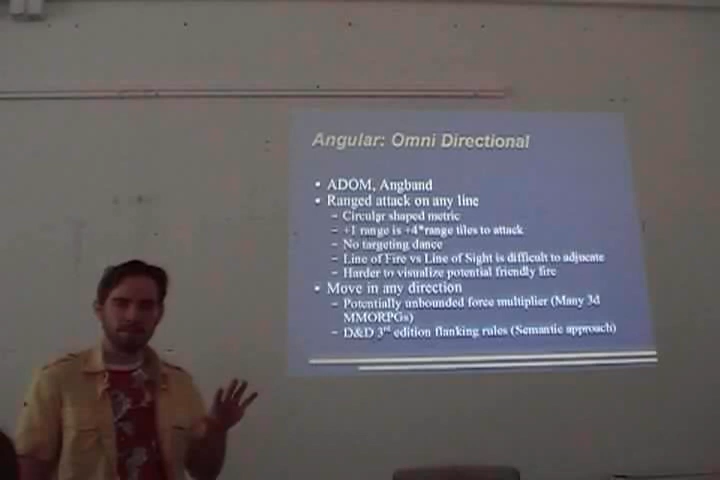 Angular: Omni Directional
• ADOM, Angband
• Ranged attack on any line
– Circular shaped metric
– +1 range is +4*range tiles to attack
– No targeting dance
– Line of Fire vs Line of Sight is difficult to adjucate
– Harder to visualize potential friendly fire
• Move in any direction
– Potentially unbounded force multiplier (Many 3d
MMORPGs)
– D&D 3rd edition flanking rules (Semantic approach)